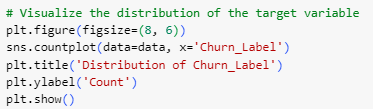 # Visualize the distribution of the target variable
plt.figure(figsize=(8, 6))
sns.countplot(data=data, x='Churn_Label')
plt.title('Distribution of Churn_Label')
plt.ylabel('Count')
plt.show()